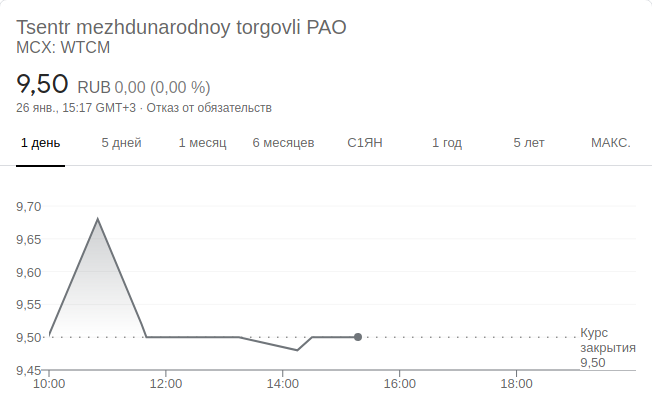 Tsentr mezhdunarodnoy torgovli PAO
MCX: WTCM
9,50 RUB 0,00 (0,00 %)
26 янв., 15:17 GMT+3 · Отказ от обязательств
1 день 5 дней 1 месяц 6 месяцев С1ЯН 1 год 5 лет МАКС.
9,70
9,65
9,60
9,55
9,50
9,45
Курс
закрытия
9,50
10:00 12:00 14:00 16:00 18:00